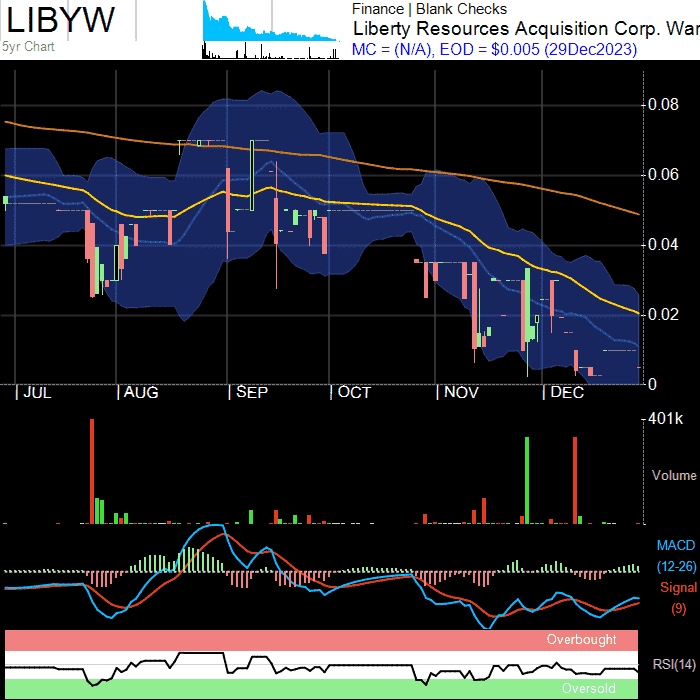 LIBYW
5yr Chart
Finance | Blank Checks
Liberty Resources Acquisition Corp. War
MC = (N/A), EOD = $0.005 (29Dec2023)
0.08
0.06
0.04
0.02
0
| JUL | AUG | SEP | OCT | NOV | DEC
401k
Volume
MACD
(12-26)
Signal
(9)
Overbought
RSI(14)
Oversold